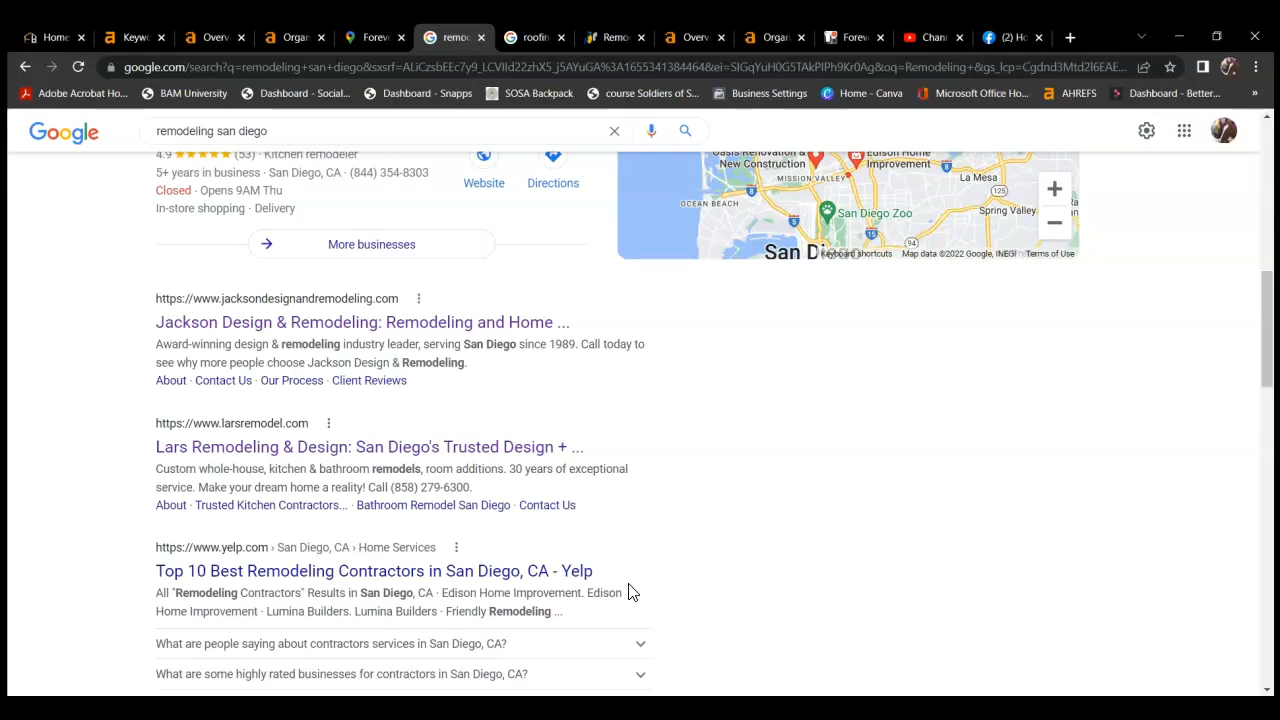 Home
Keywo
Overv
Organ
Forev
remod
roofin
Remo
Overv
Organ
Forev
Chann
(2) Ho
google.com/search?q=remodeling+san+diego&sxsrf=
Adobe Acrobat Ho...
BAM University
Dashboard - Social...
Dashboard - Snapps
SOSA Backpack
course Soldiers of S...
Business Settings
Home - Canva
Microsoft Office Ho...
AHREFS
Dashboard - Better...
»
Google
remodeling san diego
4.9 (53) · Kitchen remodeler
5+ years in business · San Diego, CA · (844) 354-8303
Closed · Opens 9AM Thu
In-store shopping · Delivery
Website
Directions
More businesses
Oasis Renovation &
New Construction
Edison Home
Improvement
MISSION VALLEY
La Mesa
125
8
8
OCEAN BEACH
5
San Diego Zoo
Spring Valley
15
94
San Diego
Keyboard shortcuts
Map data ©2022 Google, INEGI
Terms of Use
https://www.jacksondesignandremodeling.com
Jackson Design & Remodeling: Remodeling and Home ...
Award-winning design & remodeling industry leader, serving San Diego since 1989. Call today to
see why more people choose Jackson Design & Remodeling.
About · Contact Us · Our Process · Client Reviews
https://www.larsremodel.com
Lars Remodeling & Design: San Diego's Trusted Design + ...
Custom whole-house, kitchen & bathroom remodels, room additions. 30 years of exceptional
service. Make your dream home a reality! Call (858) 279-6300.
About · Trusted Kitchen Contractors... · Bathroom Remodel San Diego · Contact Us
https://www.yelp.com › San Diego, CA › Home Services
Top 10 Best Remodeling Contractors in San Diego, CA - Yelp
All "Remodeling Contractors" Results in San Diego, CA · Edison Home Improvement. Edison
Home Improvement · Lumina Builders. Lumina Builders · Friendly Remodeling ...
What are people saying about contractors services in San Diego, CA?
What are some highly rated businesses for contractors in San Diego, CA?